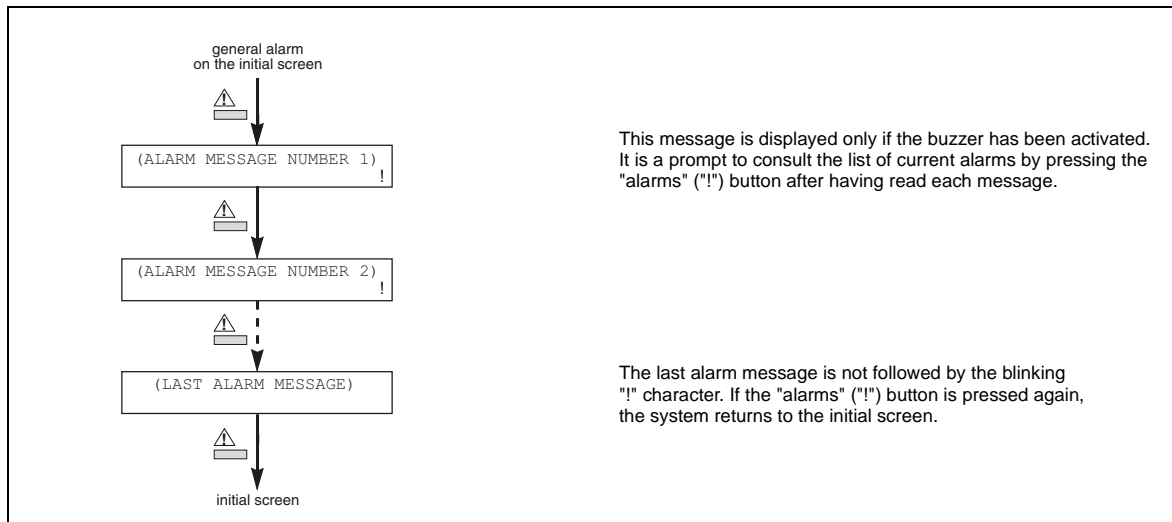 general alarm
on the initial screen
(ALARM MESSAGE NUMBER 1)
!
This message is displayed only if the buzzer has been activated.
It is a prompt to consult the list of current alarms by pressing the
"alarms" ("!") button after having read each message.
(ALARM MESSAGE NUMBER 2)
!
(LAST ALARM MESSAGE)
The last alarm message is not followed by the blinking
"!" character. If the "alarms" ("!") button is pressed again,
the system returns to the initial screen.
initial screen